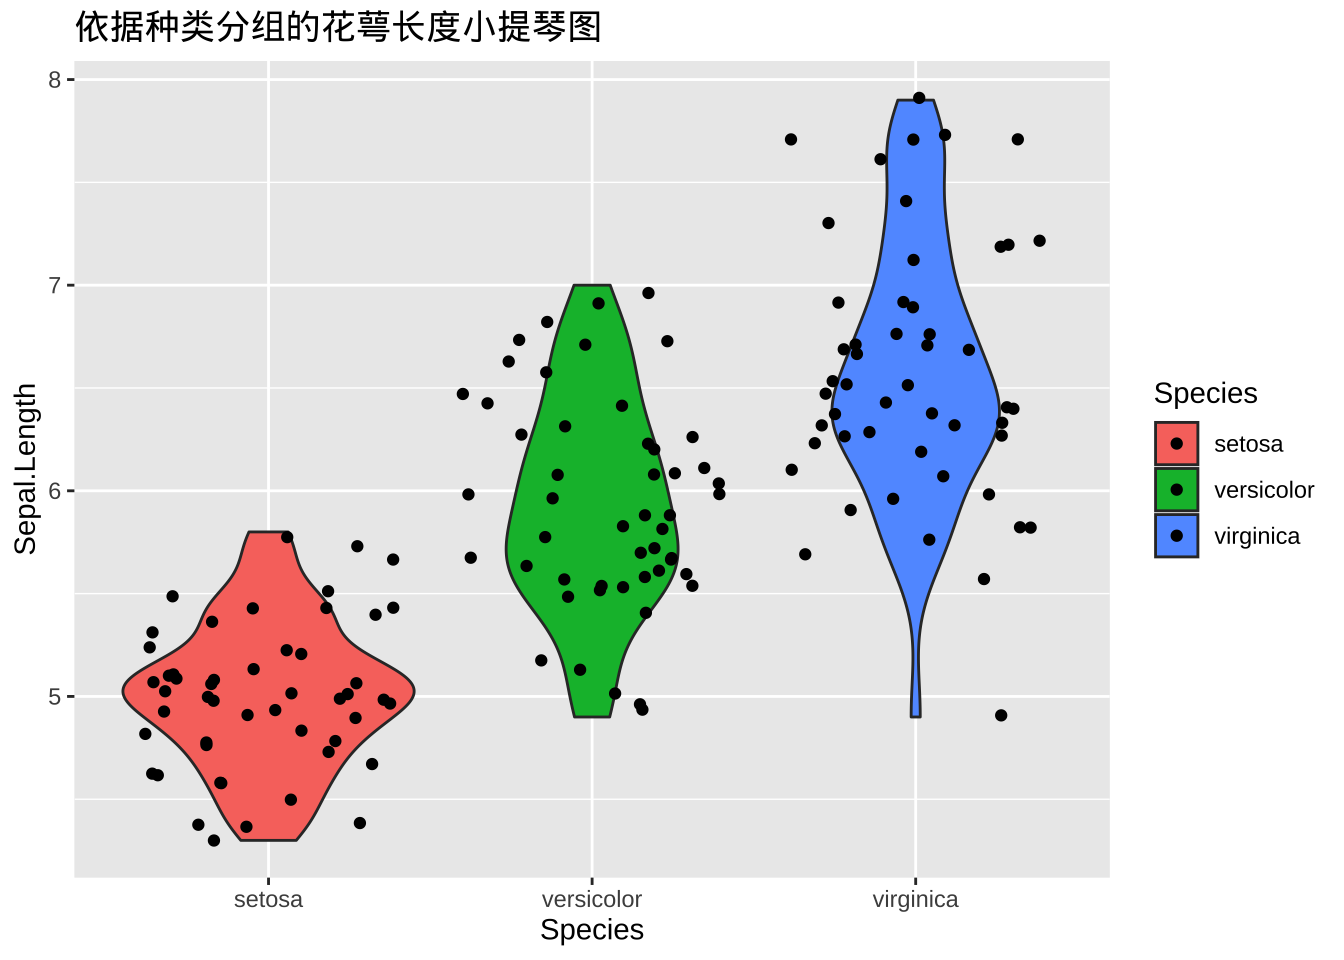 依据种类分组的花萼长度小提琴图
8
7
6
5
Sepal.Length
setosa
versicolor
virginica
Species
Species
setosa
versicolor
virginica